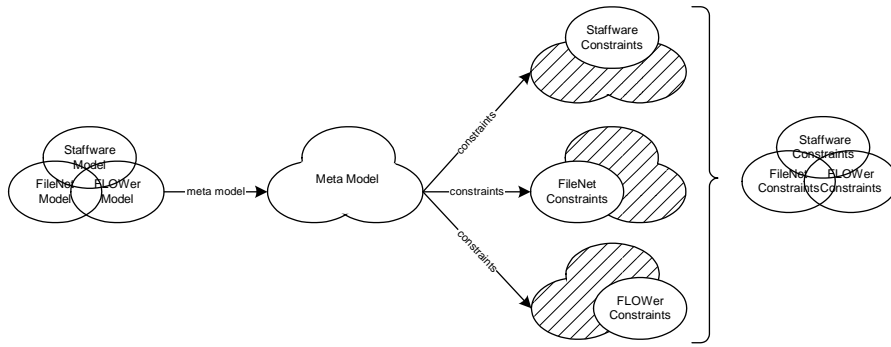 Staffware
Model
FileNet
Model
FLOWer
Model
meta model
Meta Model
constraints
constraints
constraints
Staffware
Constraints
FileNet
Constraints
FLOWer
Constraints
Staffware
Constraints
FileNet
Constraints
FLOWer
Constraints